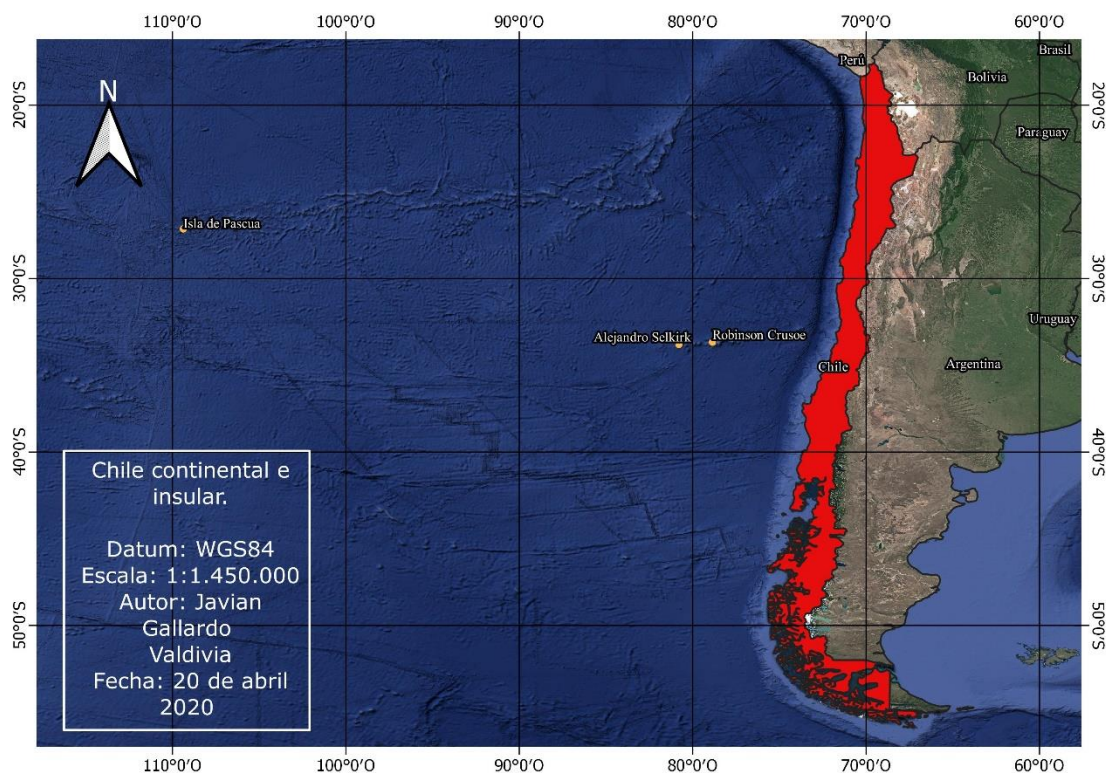 110°0'O 100°0'O 90°0'O 80°0'O 70°0'O 60°0'O
Perú
Brasil
Bolivia
N
20°0'S 20°0'S
Paraguay
Isla de Pascua
30°0'S 30°0'S
Alejandro Selkirk
Robinson Crusoe
Uruguay
Chile
Argentina
40°0'S 40°0'S
Chile continental e
insular.
Datum: WGS84
Escala: 1:1.450.000
Autor: Javian
Gallardo
Valdivia
Fecha: 20 de abril
2020
50°0'S 50°0'S
110°0'O 100°0'O 90°0'O 80°0'O 70°0'O 60°0'O